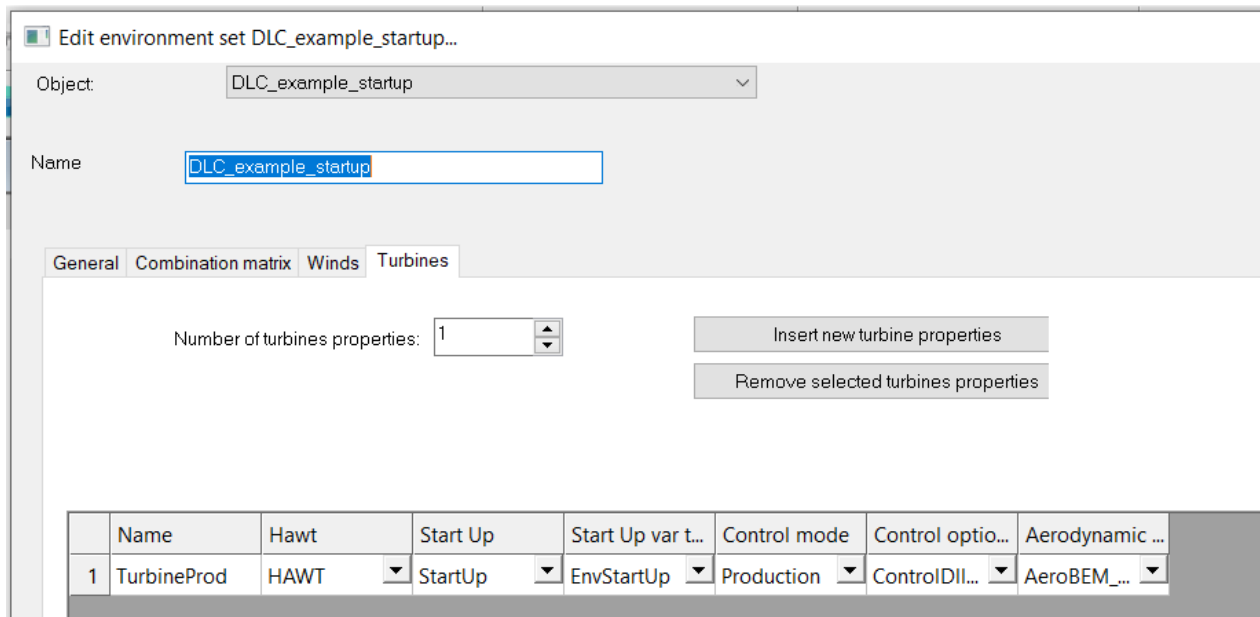 Edit environment set DLC_example_startup...
Object: DLC_example_startup
Name DLC_example_startup
General Combination matrix Winds Turbines
Number of turbines properties: 1 Insert new turbine properties
Remove selected turbines properties
Name Hawt Start Up Start Up var t... Control mode Control optio... Aerodynamic ...
1 TurbineProd HAWT StartUp EnvStartUp Production ControlDll... AeroBEM_...